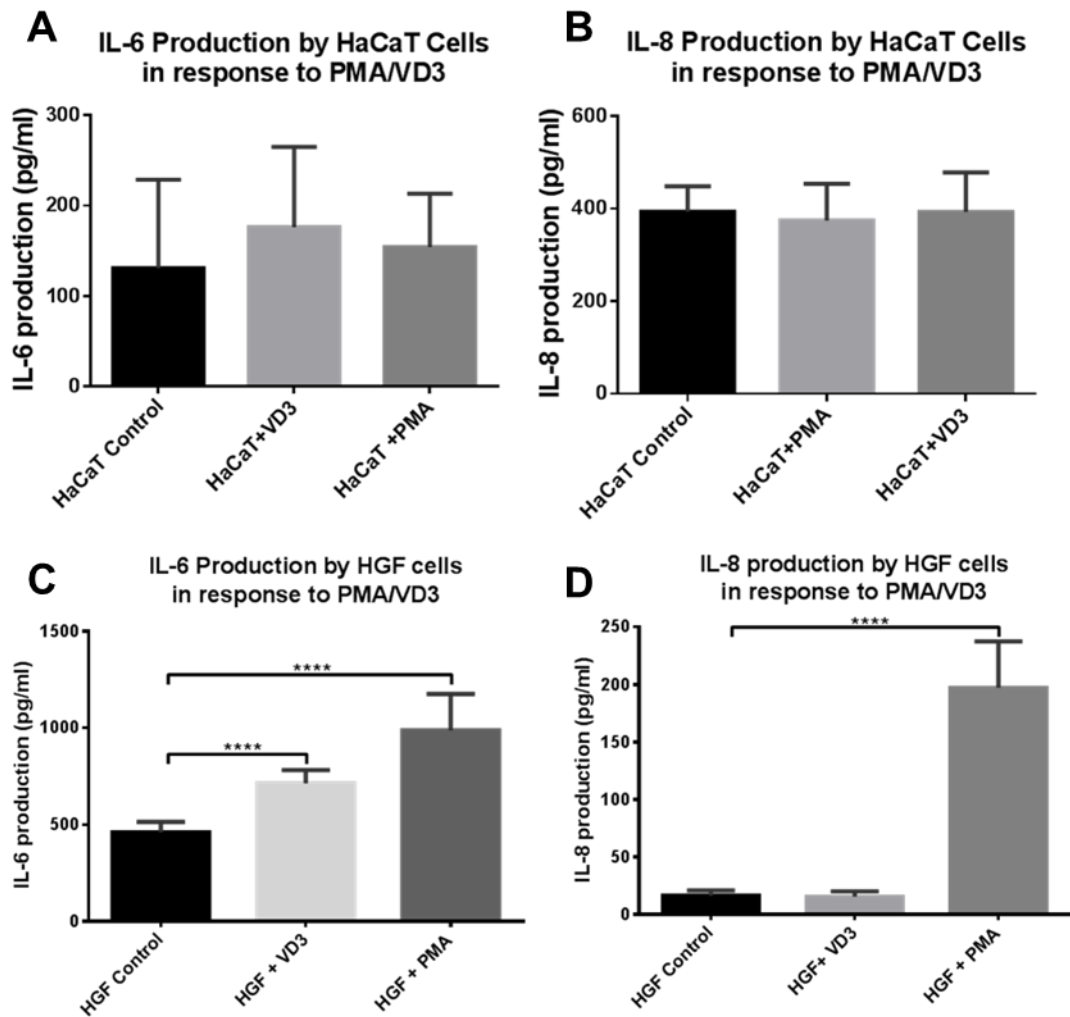 A
IL-6 Production by HaCaT Cells
in response to PMA/VD3
IL-6 production (pg/ml)
300
200
100
0
HaCaT Control
HaCaT+VD3
HaCaT +PMA
B
IL-8 Production by HaCaT Cells
in response to PMA/VD3
IL-8 production (pg/ml)
600
400
200
0
HaCaT Control
HaCaT+PMA
HaCaT+VD3
C
IL-6 Production by HGF cells
in response to PMA/VD3
IL-6 production (pg/ml)
1500
1000
500
0
****
****
HGF Control
HGF + VD3
HGF + PMA
D
IL-8 production by HGF cells
in response to PMA/VD3
IL-8 production (pg/ml)
250
200
150
100
50
0
****
HGF Control
HGF+ VD3
HGF + PMA